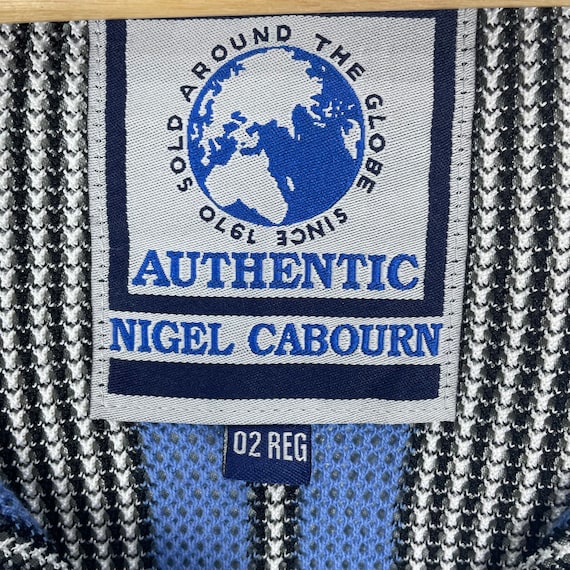 SOLD AROUND THE GLOBE SINCE 1970
AUTHENTIC
NIGEL CABOURN
02 REG